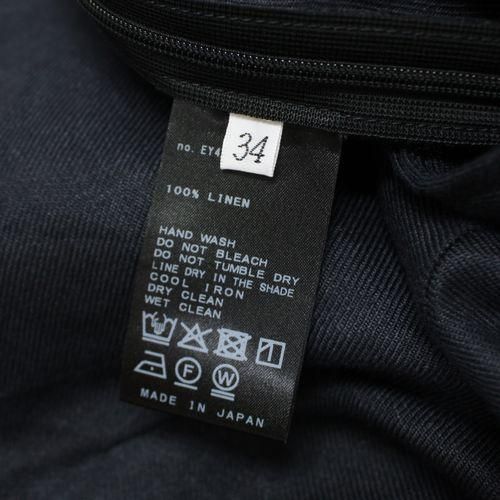 34
no. EY4
100% LINEN
HAND WASH
DO NOT BLEACH
DO NOT TUMBLE DRY
LINE DRY IN THE SHADE
COOL IRON
DRY CLEAN
WET CLEAN
F W
MADE IN JAPAN